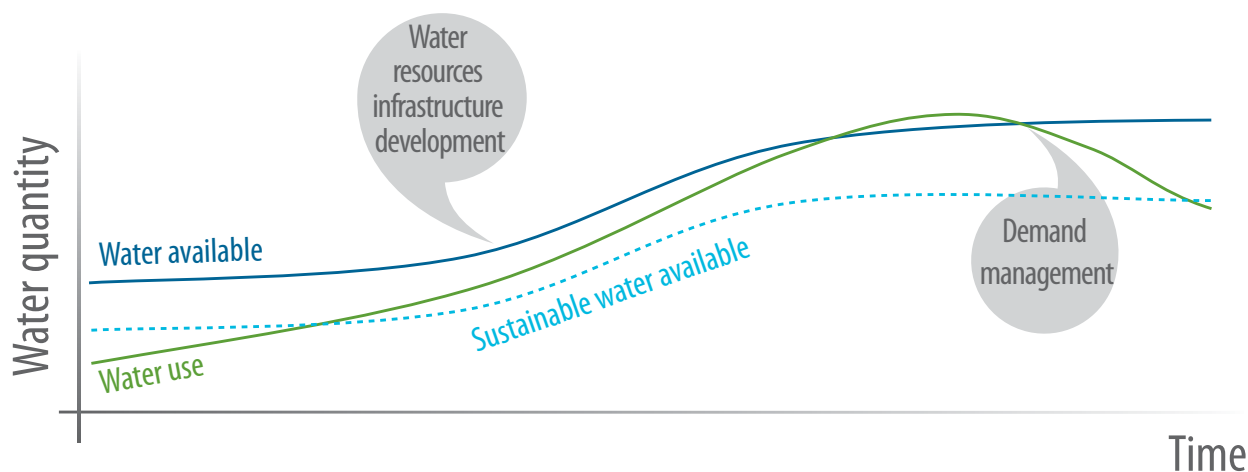 Water
resources
infrastructure
development
Water quantity
Water available
Sustainable water available
Demand
management
Water use
Time